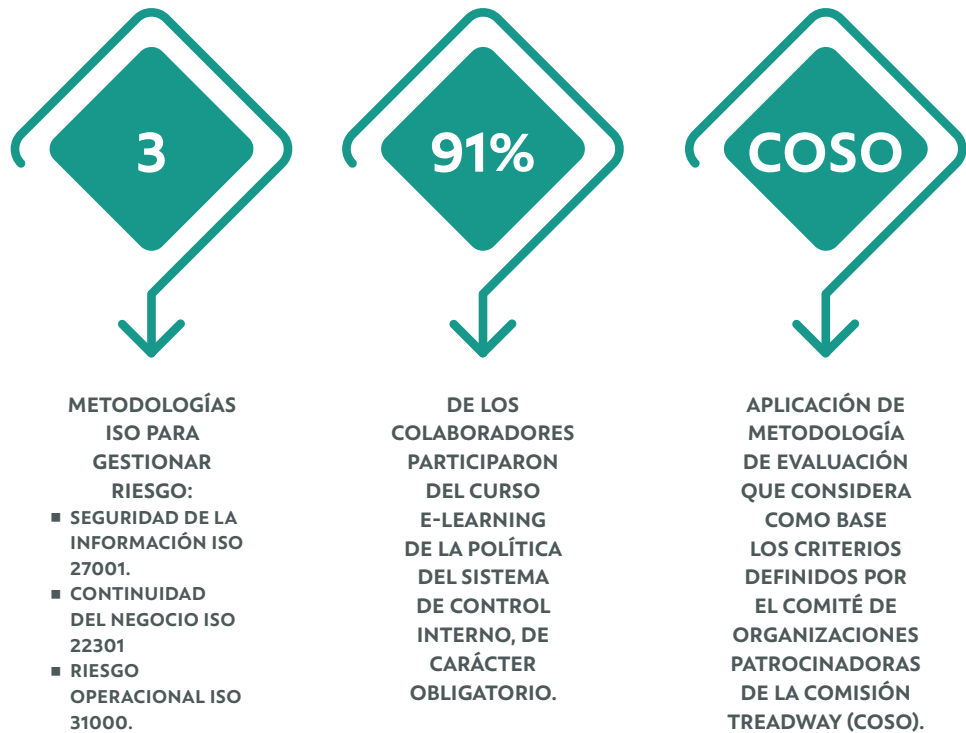 3
METODOLOGÍAS
ISO PARA
GESTIONAR
RIESGO:
■ SEGURIDAD DE LA
INFORMACIÓN ISO
27001.
■ CONTINUIDAD
DEL NEGOCIO ISO
22301
■ RIESGO
OPERACIONAL ISO
31000.
91%
DE LOS
COLABORADORES
PARTICIPARON
DEL CURSO
E-LEARNING
DE LA POLÍTICA
DEL SISTEMA
DE CONTROL
INTERNO, DE
CARÁCTER
OBLIGATORIO.
COSO
APLICACIÓN DE
METODOLOGÍA
DE EVALUACIÓN
QUE CONSIDERA
COMO BASE
LOS CRITERIOS
DEFINIDOS POR
EL COMITÉ DE
ORGANIZACIONES
PATROCINADORAS
DE LA COMISIÓN
TREADWAY (COSO).